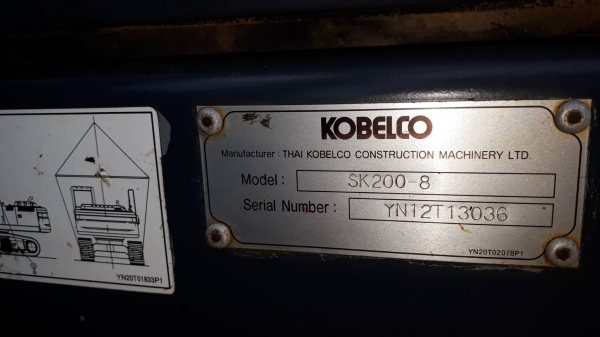 KOBELCO
Manufacturer : THAI KOBELCO CONSTRUCTION MACHINERY LTD.
Model : SK200-8
Serial Number : YN12T13036
YN20T02078P1
YN20T01833P1